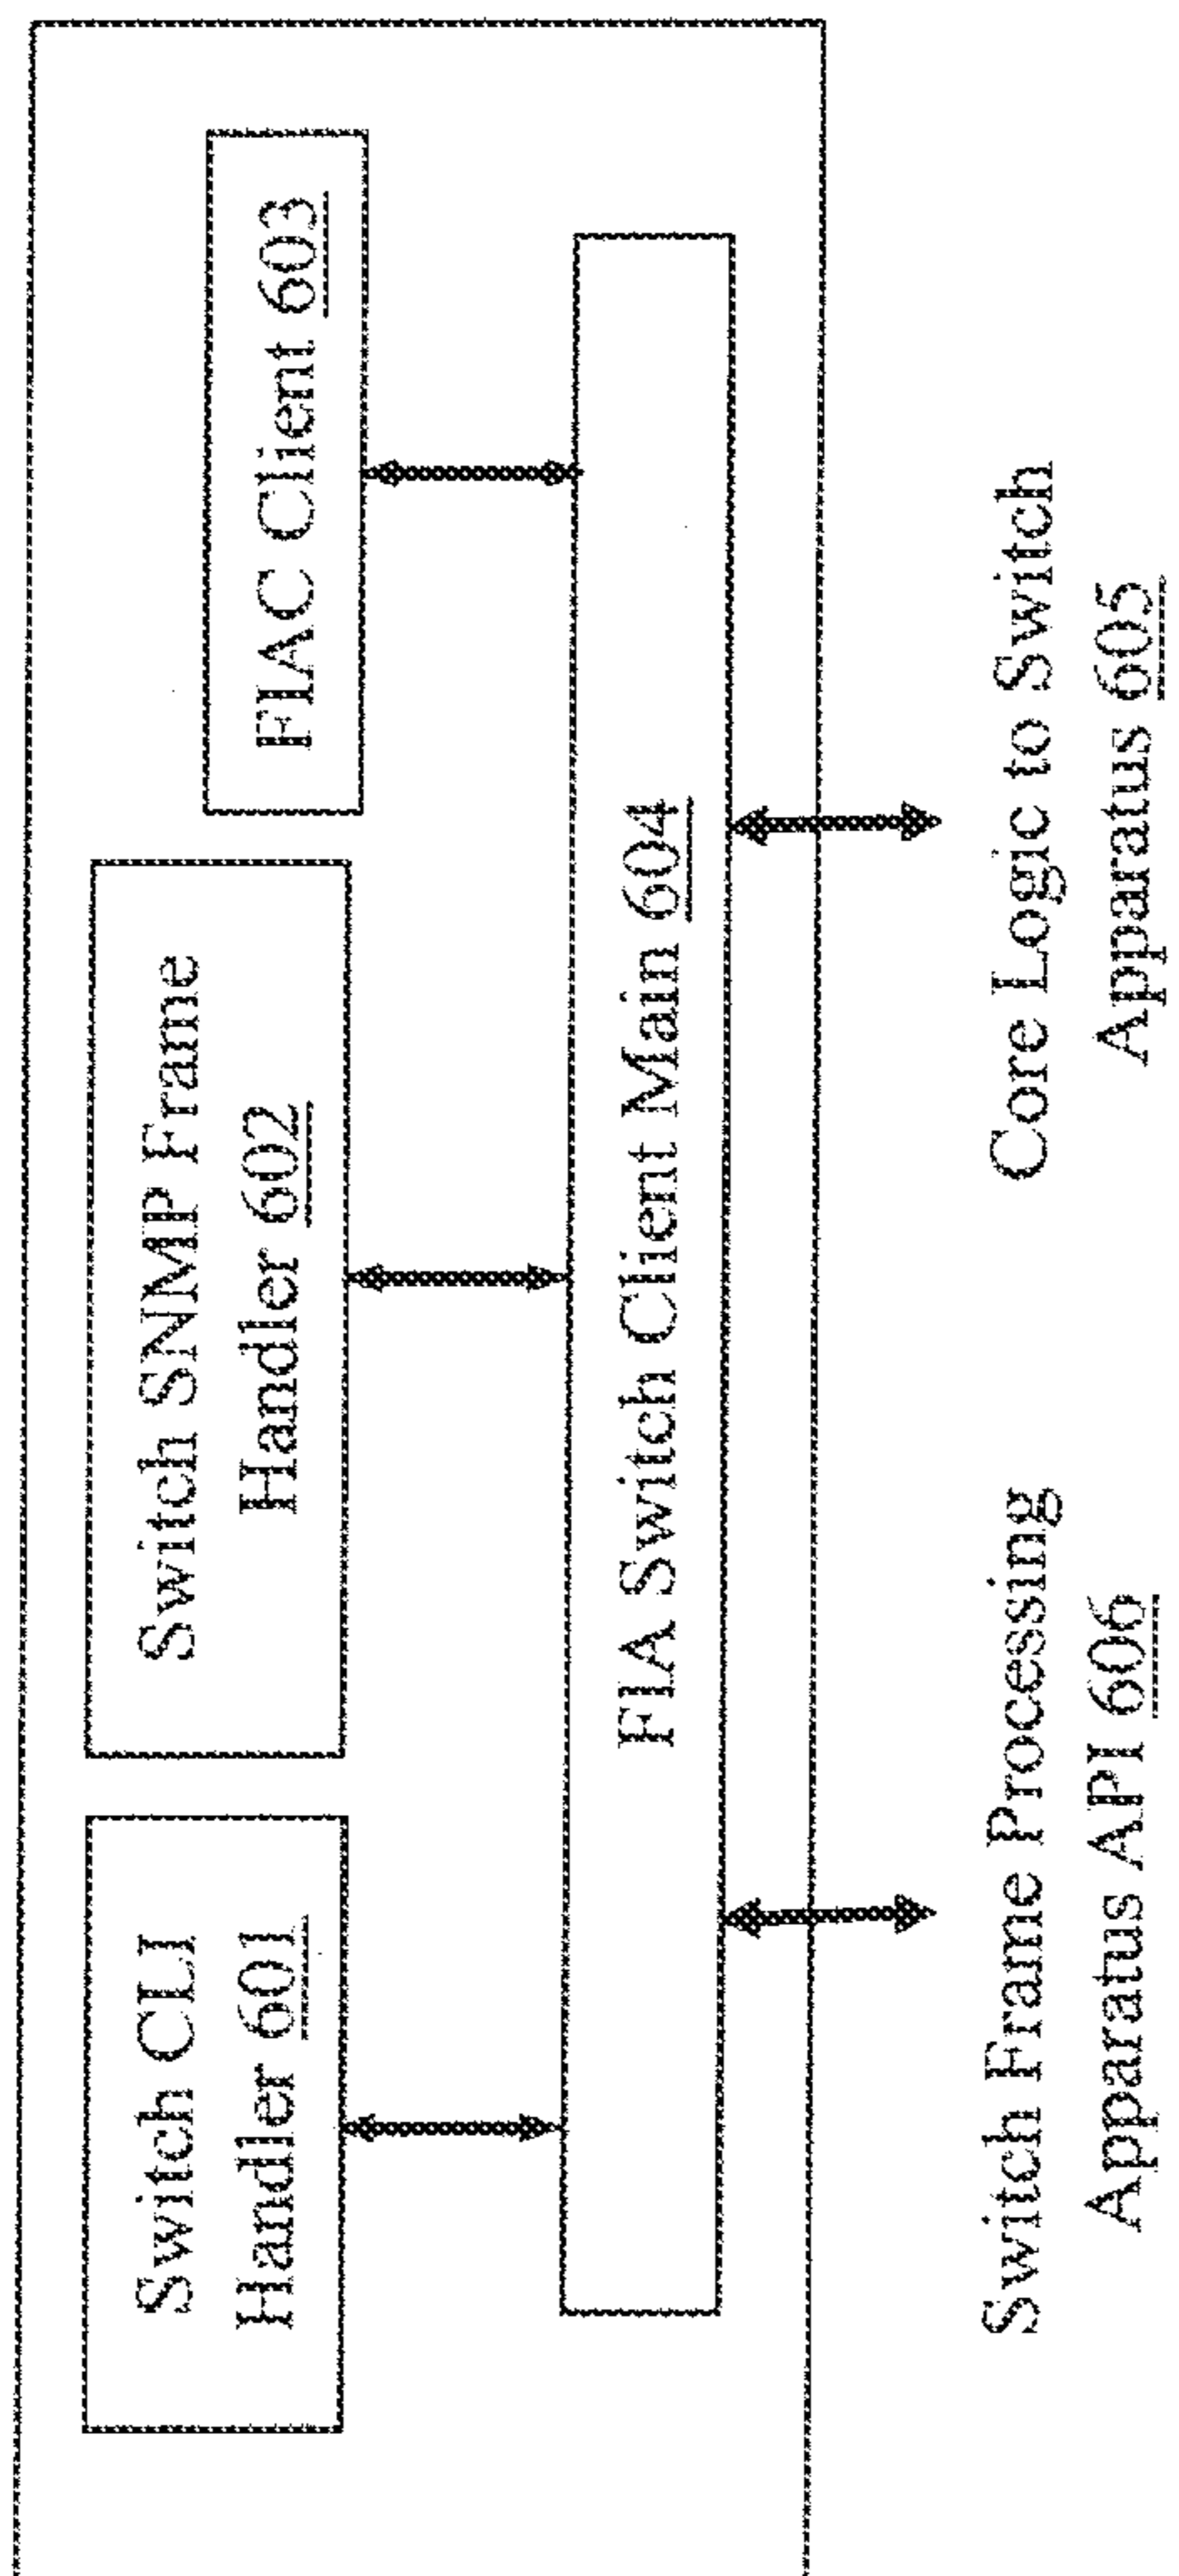 Switch CLI
Handler 601
Switch SNMP Frame
Handler 602
FIAC Client 603
FIA Switch Client Main 604
Switch Frame Processing
Apparatus API 606
Core Logic to Switch
Apparatus 605